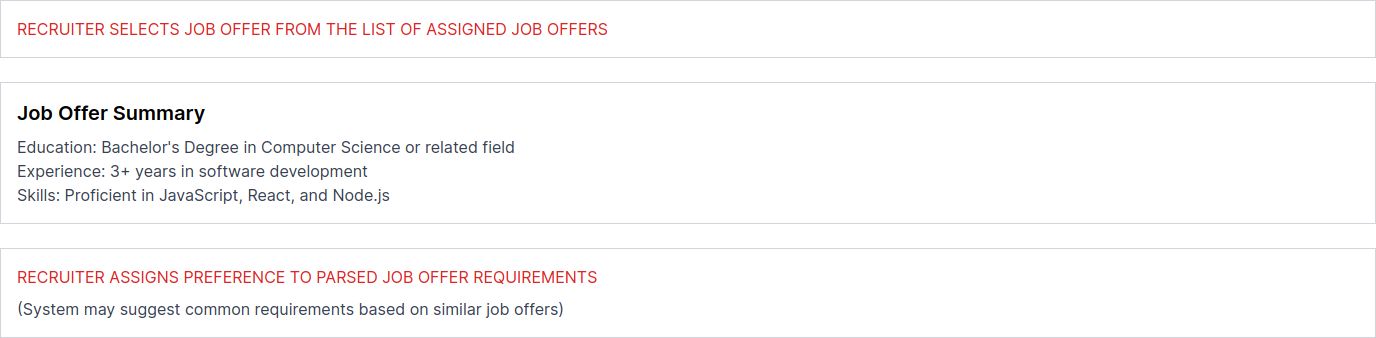 RECRUITER SELECTS JOB OFFER FROM THE LIST OF ASSIGNED JOB OFFERS
Job Offer Summary
Education: Bachelor's Degree in Computer Science or related field
Experience: 3+ years in software development
Skills: Proficient in JavaScript, React, and Node.js
RECRUITER ASSIGNS PREFERENCE TO PARSED JOB OFFER REQUIREMENTS
(System may suggest common requirements based on similar job offers)